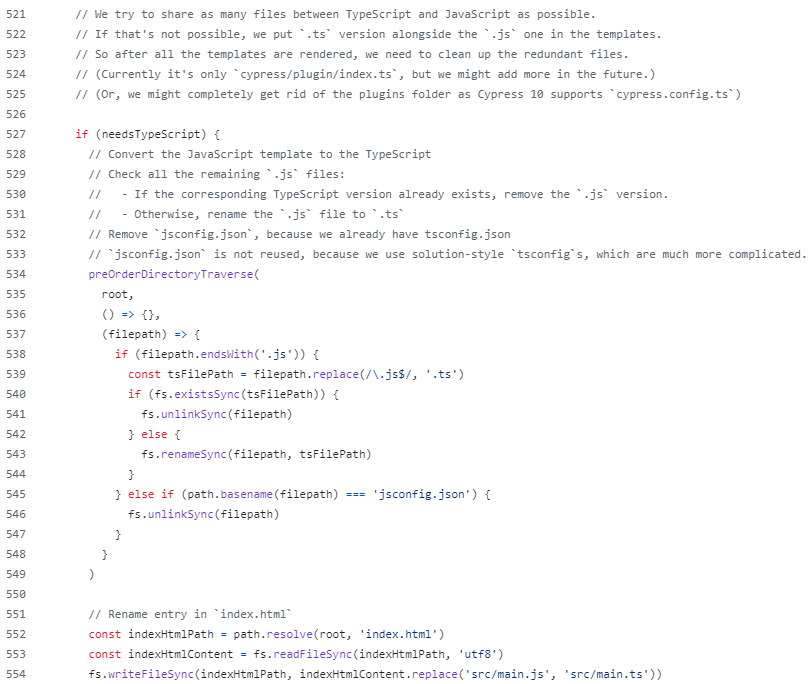 521 // We try to share as many files between TypeScript and JavaScript as possible.
522 // If that's not possible, we put `.ts` version alongside the `.js` one in the templates.
523 // So after all the templates are rendered, we need to clean up the redundant files.
524 // (Currently it's only `cypress/plugin/index.ts`, but we might add more in the future.)
525 // (Or, we might completely get rid of the plugins folder as Cypress 10 supports `cypress.config.ts`)
526
527 if (needsTypeScript) {
528 // Convert the JavaScript template to the TypeScript
529 // Check all the remaining `.js` files:
530 //   - If the corresponding TypeScript version already exists, remove the `.js` version.
531 //   - Otherwise, rename the `.js` file to `.ts`
532 // Remove `jsconfig.json`, because we already have tsconfig.json
533 // `jsconfig.json` is not reused, because we use solution-style `tsconfig`s, which are much more complicated.
534 preOrderDirectoryTraverse(
535 root,
536 () => {},
537 (filepath) => {
538 if (filepath.endsWith('.js')) {
539 const tsFilePath = filepath.replace(/\.js$/, '.ts')
540 if (fs.existsSync(tsFilePath)) {
541 fs.unlinkSync(filepath)
542 } else {
543 fs.renameSync(filepath, tsFilePath)
544 }
545 } else if (path.basename(filepath) === 'jsconfig.json') {
546 fs.unlinkSync(filepath)
547 }
548 }
549 )
550
551 // Rename entry in `index.html`
552 const indexHtmlPath = path.resolve(root, 'index.html')
553 const indexHtmlContent = fs.readFileSync(indexHtmlPath, 'utf8')
554 fs.writeFileSync(indexHtmlPath, indexHtmlContent.replace('src/main.js', 'src/main.ts'))